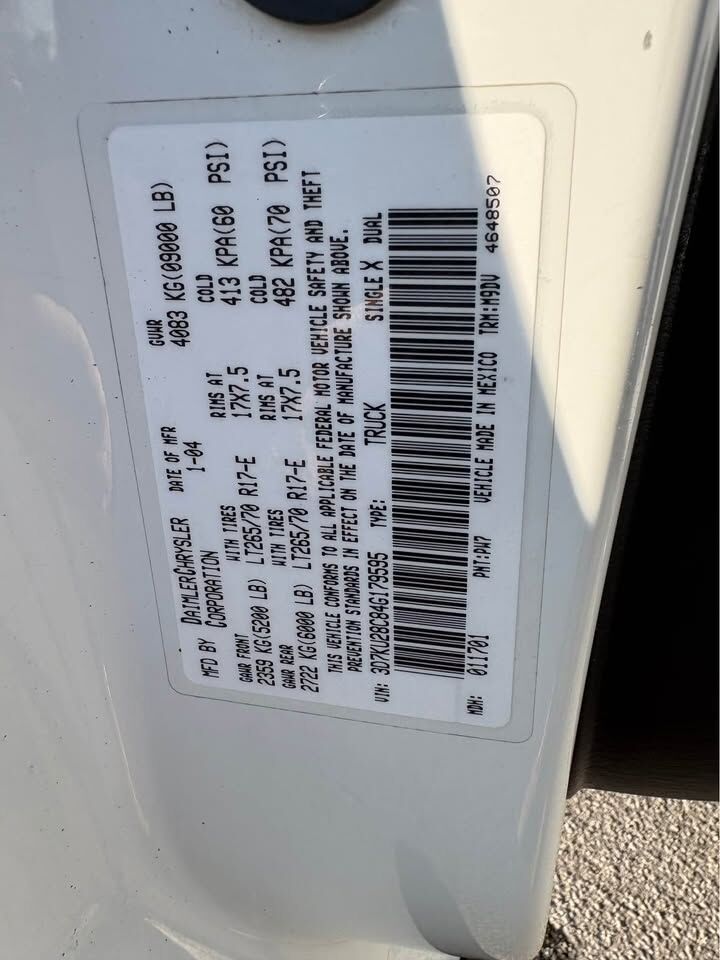 MFD BY DAIMLERCHRYSLER DATE OF MFR GVWR
CORPORATION 1-04 4083 KG(09000 LB)
GAWR FRONT WITH TIRES RIMS AT COLD
2359 KG(5200 LB) LT265/70 R17-E 17X7.5 413 KPA(60 PSI)
GAWR REAR WITH TIRES RIMS AT COLD
2722 KG(6000 LB) LT265/70 R17-E 17X7.5 482 KPA(70 PSI)
THIS VEHICLE CONFORMS TO ALL APPLICABLE FEDERAL MOTOR VEHICLE SAFETY AND THEFT
PREVENTION STANDARDS IN EFFECT ON THE DATE OF MANUFACTURE SHOWN ABOVE.
VIN: 3D7KU28C94G179595 TYPE: TRUCK SINGLE X DUAL
MDH: 011701 PNT:PW7 VEHICLE MADE IN MEXICO TRM:M9DV 4648507